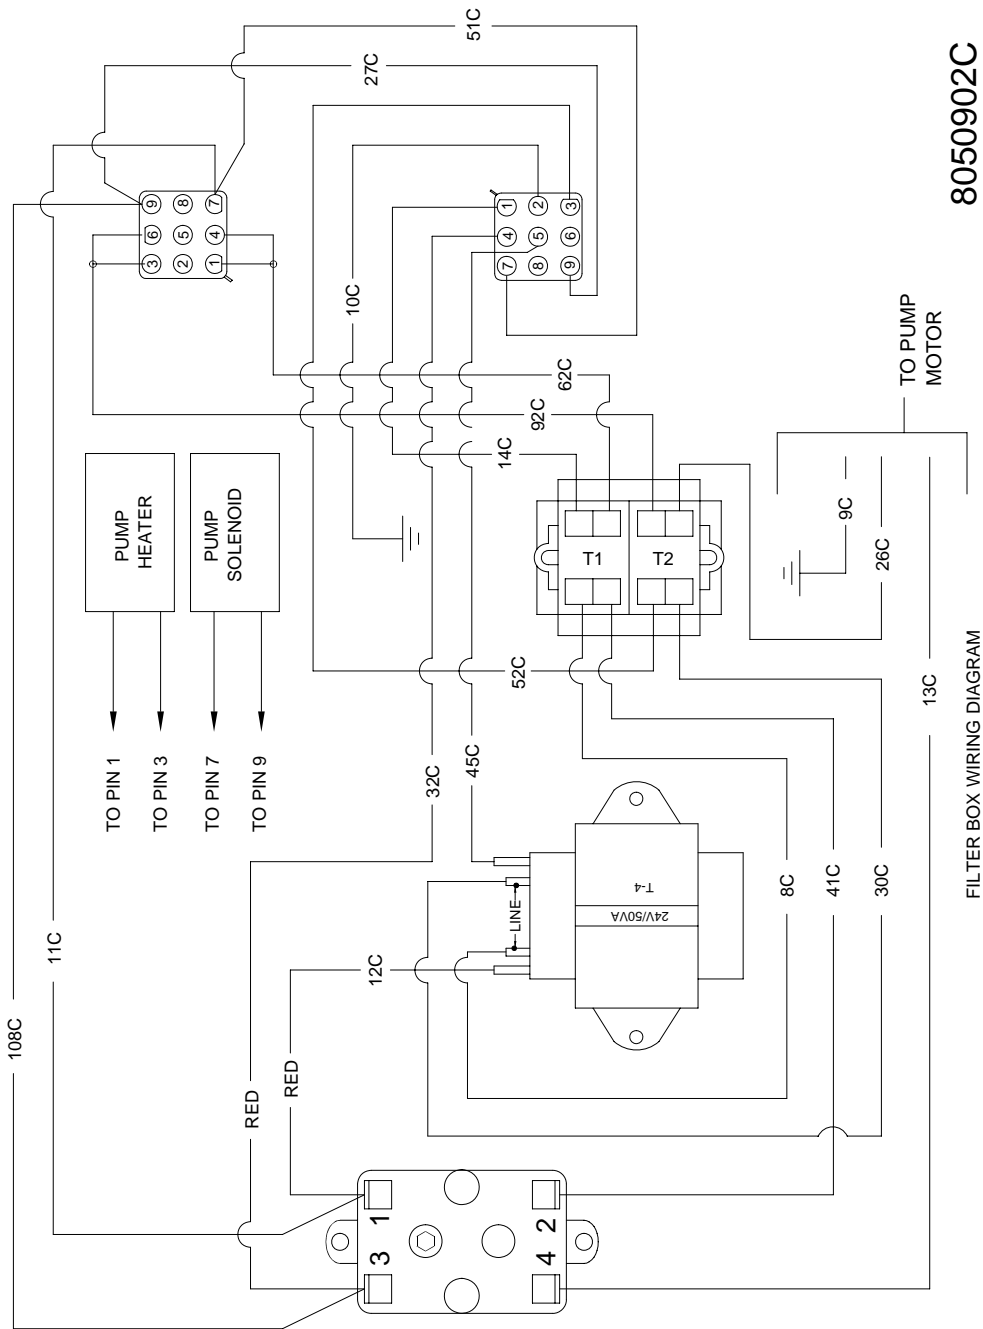 8050902C
108C
11C
51C
27C
10C
PUMP
HEATER
PUMP
SOLENOID
TO PIN 1
TO PIN 3
TO PIN 7
TO PIN 9
9 8 7
6 5 4
3 2 1
1 2 3
4 5 6
7 8 9
62C
92C
14C
52C
32C
45C
12C
RED
RED
T1
T2
LINE
24V/50VA
T-4
8C
41C
30C
13C
26C
9C
TO PUMP
MOTOR
1
3
2
4
FILTER BOX WIRING DIAGRAM